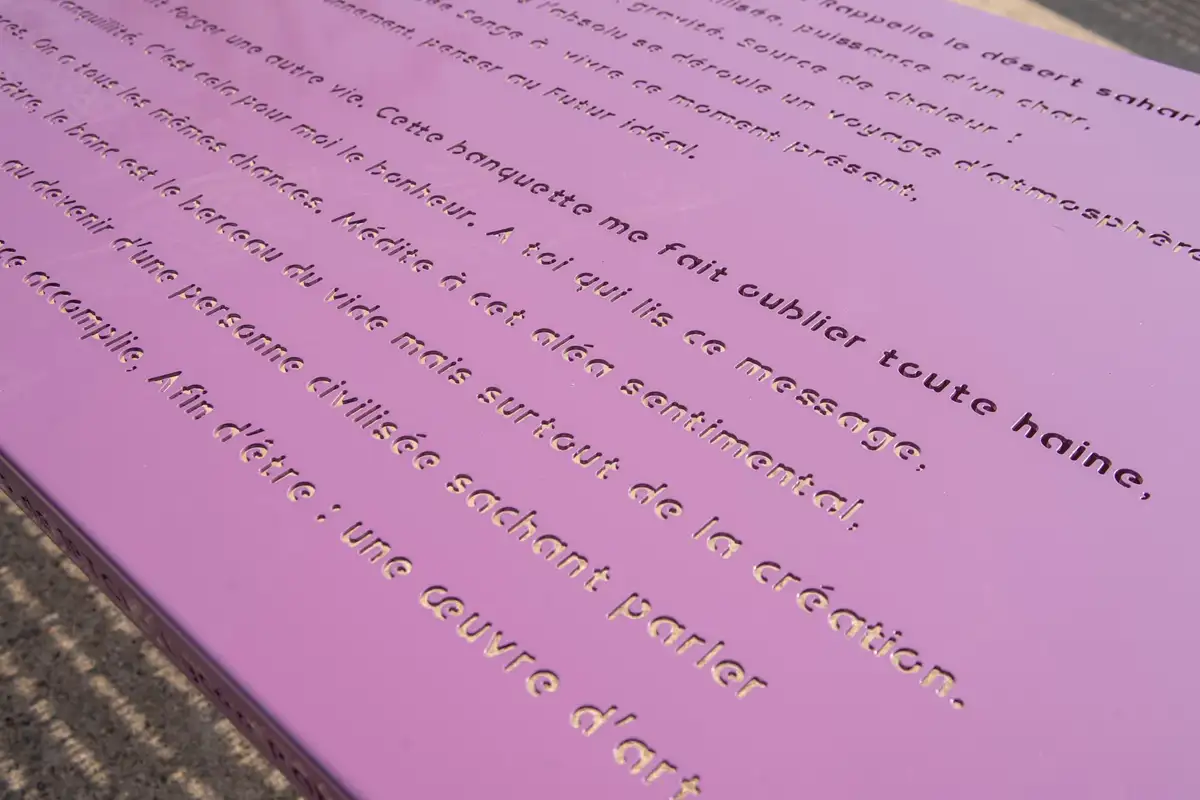 Rappelle le désert sahari
ilisée, puissance d'un char,
gravité. Source de chaleur !
l'absolu se déroule un voyage d'atmosphère
Songe à vivre ce moment présent,
penser au Futur idéal.
forger une autre vie. Cette banquette me fait oublier toute haine,
C'est cela pour moi le bonheur. A toi qui lis ce message,
On a tous les mêmes chances. Médite à cet aléa sentimental,
le banc est le berceau du vide mais surtout de la création.
au devenir d'une personne civilisée sachant parler
accomplie, Afin d'être : une œuvre d'art